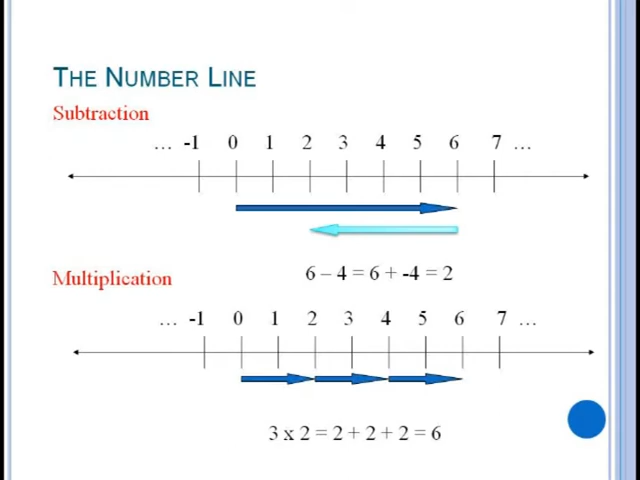 THE NUMBER LINE
Subtraction
... -1 0 1 2 3 4 5 6 7 ...
6 – 4 = 6 + -4 = 2
Multiplication
... -1 0 1 2 3 4 5 6 7 ...
3 x 2 = 2 + 2 + 2 = 6